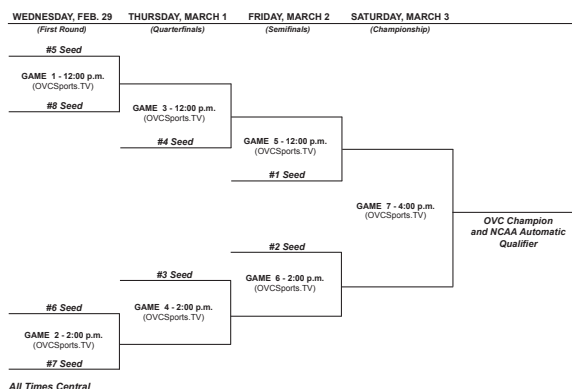 WEDNESDAY, FEB. 29 THURSDAY, MARCH 1 FRIDAY, MARCH 2 SATURDAY, MARCH 3
(First Round) (Quarterfinals) (Semifinals) (Championship)
#5 Seed
GAME 1 - 12:00 p.m.
(OVCSports.TV)
#8 Seed
GAME 3 - 12:00 p.m.
(OVCSports.TV)
#4 Seed
GAME 5 - 12:00 p.m.
(OVCSports.TV)
#1 Seed
GAME 7 - 4:00 p.m.
(OVCSports.TV)
OVC Champion
and NCAA Automatic
Qualifier
#2 Seed
GAME 6 - 2:00 p.m.
(OVCSports.TV)
#3 Seed
GAME 4 - 2:00 p.m.
(OVCSports.TV)
#6 Seed
GAME 2 - 2:00 p.m.
(OVCSports.TV)
#7 Seed
All Times Central